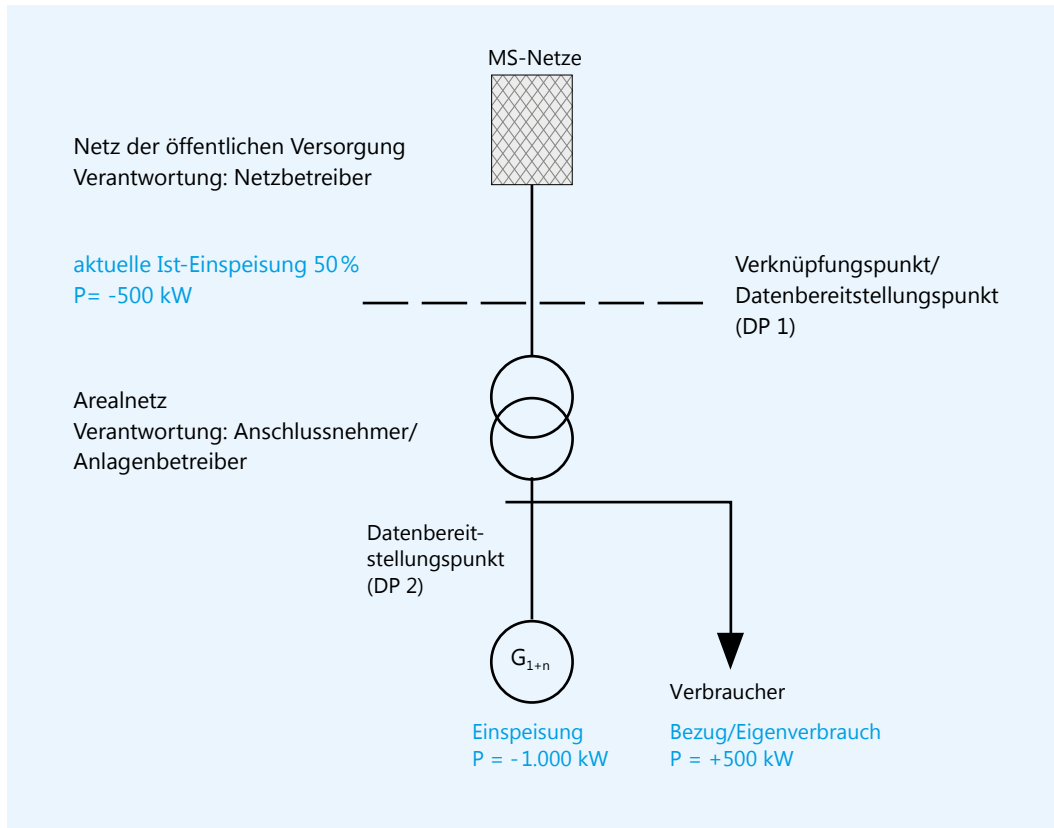 MS-Netze
Netz der öffentlichen Versorgung
Verantwortung: Netzbetreiber
aktuelle Ist-Einspeisung 50%
P= -500 kW
Verknüpfungspunkt/
Datenbereitstellungspunkt
(DP 1)
Arealnetz
Verantwortung: Anschlussnehmer/
Anlagenbetreiber
Datenbereit-
stellungspunkt
(DP 2)
G1+n
Verbraucher
Einspeisung
P = -1.000 kW
Bezug/Eigenverbrauch
P = +500 kW